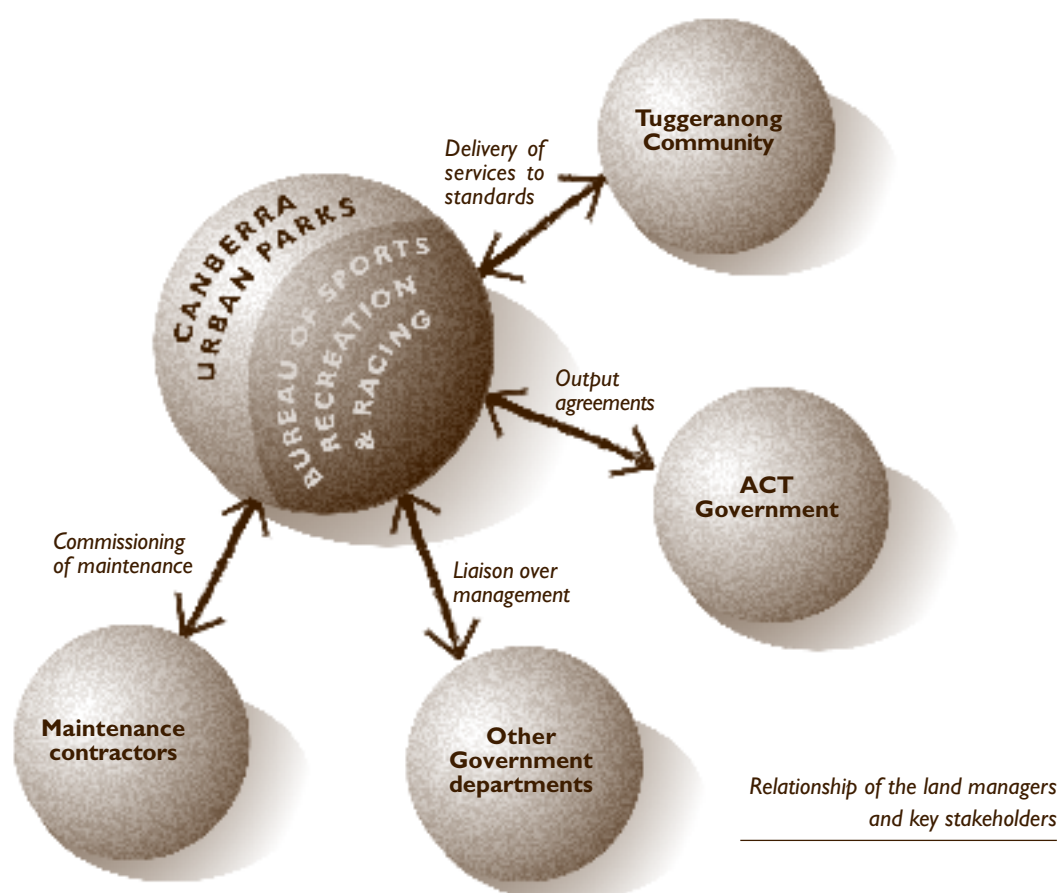 Tuggeranong
Community
Delivery of
services to
standards
CANBERRA
URBAN PARKS
BUREAU OF SPORTS
RECREATION
& RACING
Output
agreements
ACT
Government
Commissioning
of maintenance
Liaison over
management
Maintenance
contractors
Other
Government
departments
Relationship of the land managers
and key stakeholders